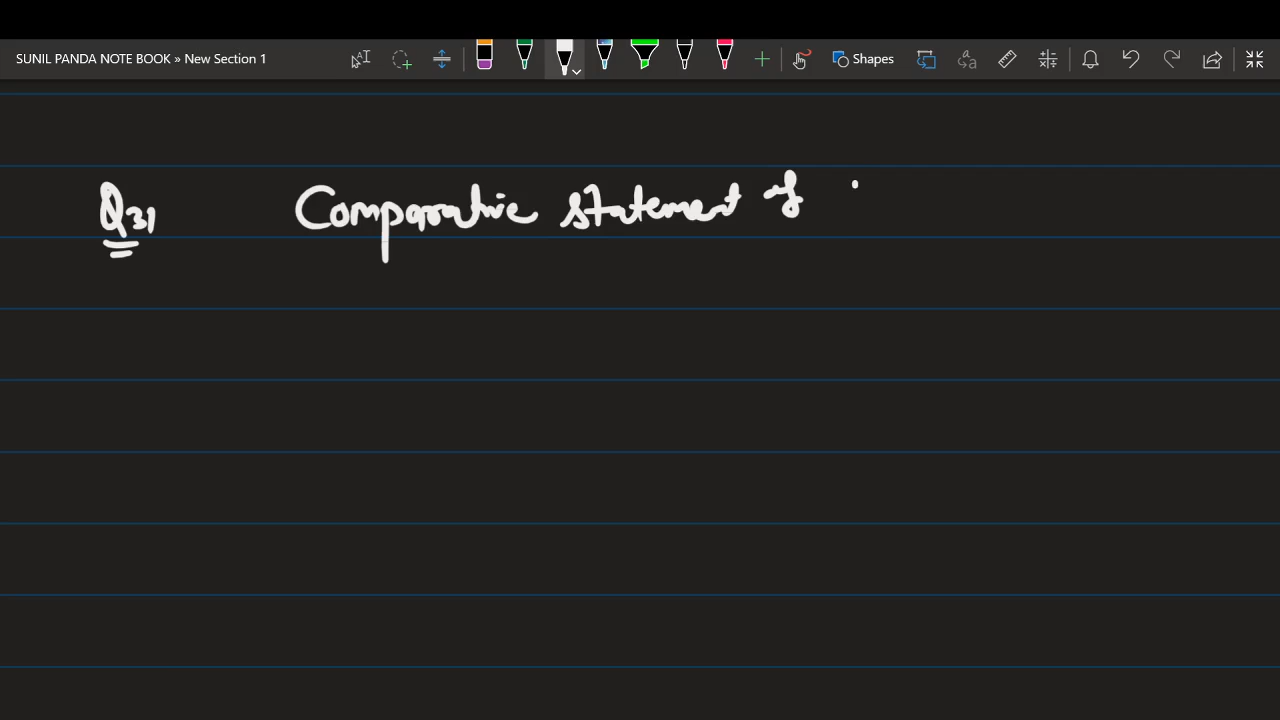 SUNIL PANDA NOTE BOOK » New Section 1
Shapes
Q31 Comparative statement of